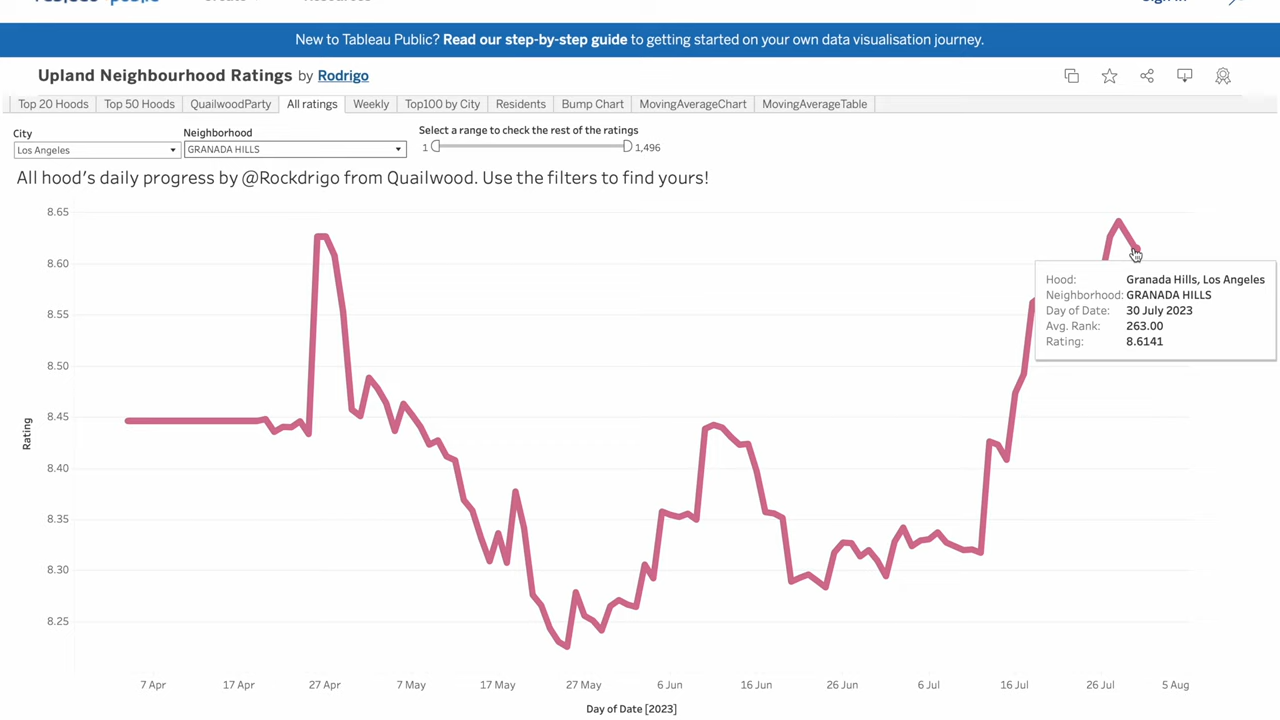 New to Tableau Public? Read our step-by-step guide to getting started on your own data visualisation journey.
Upland Neighbourhood Ratings by Rodrigo
Top 20 Hoods Top 50 Hoods QuailwoodParty All ratings Weekly Top100 by City Residents Bump Chart MovingAverageChart MovingAverageTable
City Neighborhood Select a range to check the rest of the ratings
Los Angeles GRANADA HILLS 1 1,496
All hood's daily progress by @Rockdrigo from Quailwood. Use the filters to find yours!
8.65
8.60
8.55
8.50
8.45
8.40
8.35
8.30
8.25
Rating
Hood: Granada Hills, Los Angeles
Neighborhood: GRANADA HILLS
Day of Date: 30 July 2023
Avg. Rank: 263.00
Rating: 8.6141
7 Apr 17 Apr 27 Apr 7 May 17 May 27 May 6 Jun 16 Jun 26 Jun 6 Jul 16 Jul 26 Jul 5 Aug
Day of Date [2023]